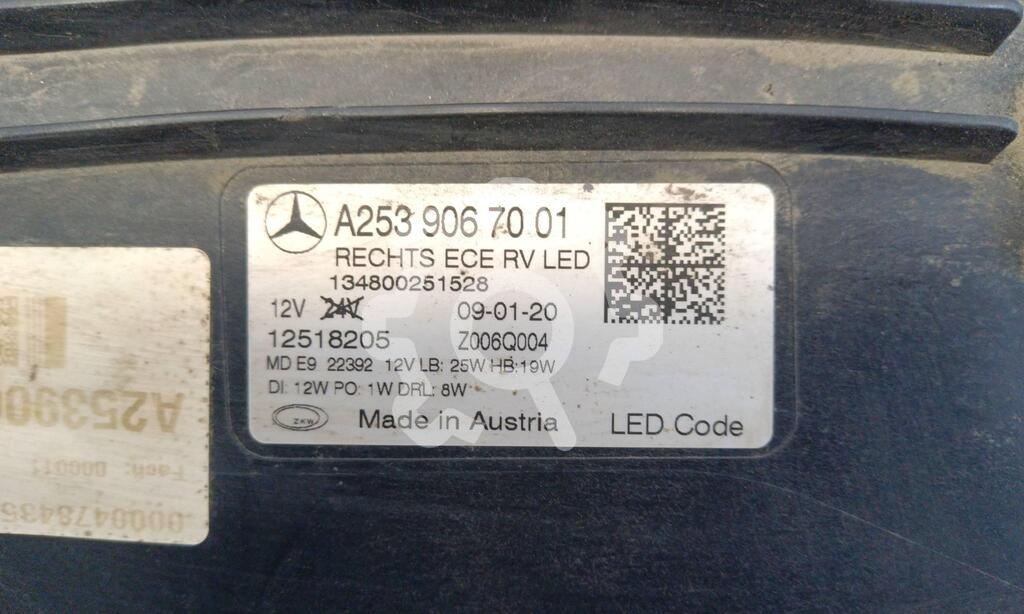 A253 906 70 01
RECHTS ECE RV LED
134800251528
12V 24V 09-01-20
12518205 Z006Q004
MD E9 22392 12V LB: 25W HB:19W
DI: 12W PO: 1W DRL: 8W
ZKW Made in Austria LED Code
A25390
Fach: 00001